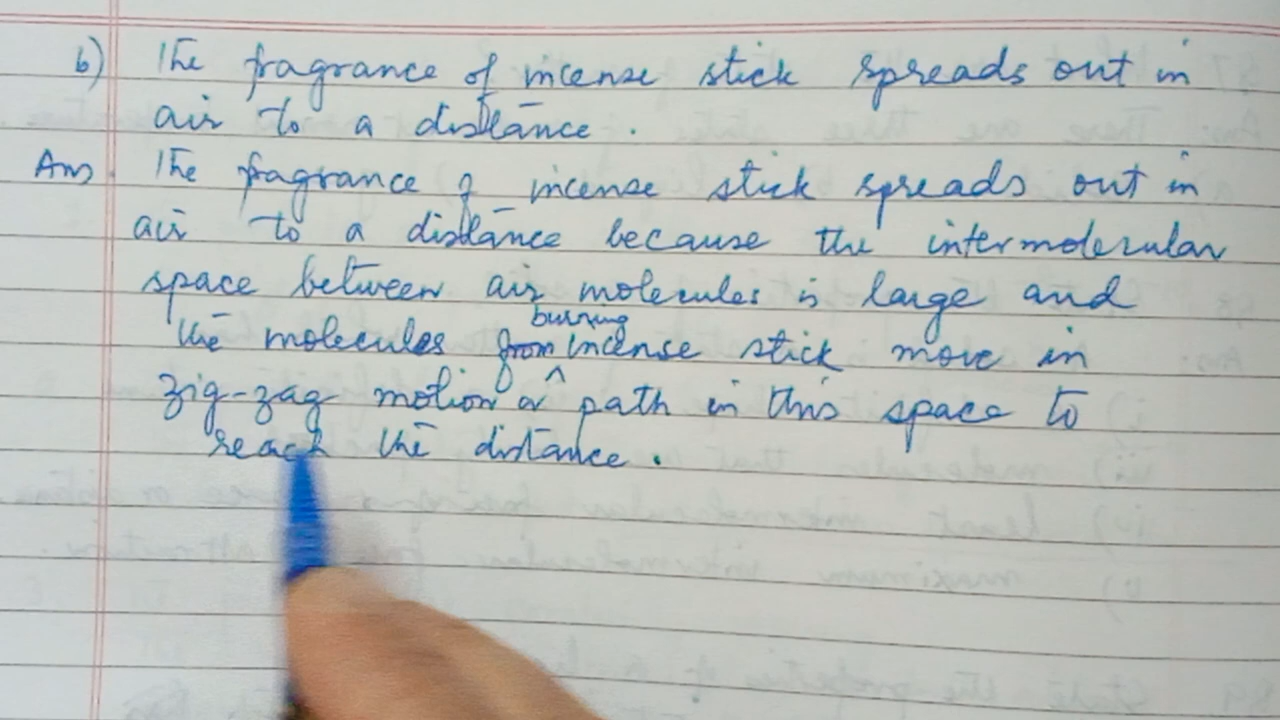 b) The fragrance of incense stick spreads out in
air to a distance.
Ans The fragrance of incense stick spreads out in
air to a distance because the intermolecular
space between air molecules is large and
burning
the molecules from ^ incense stick move in
zig-zag motion or path in this space to
reach the distance.